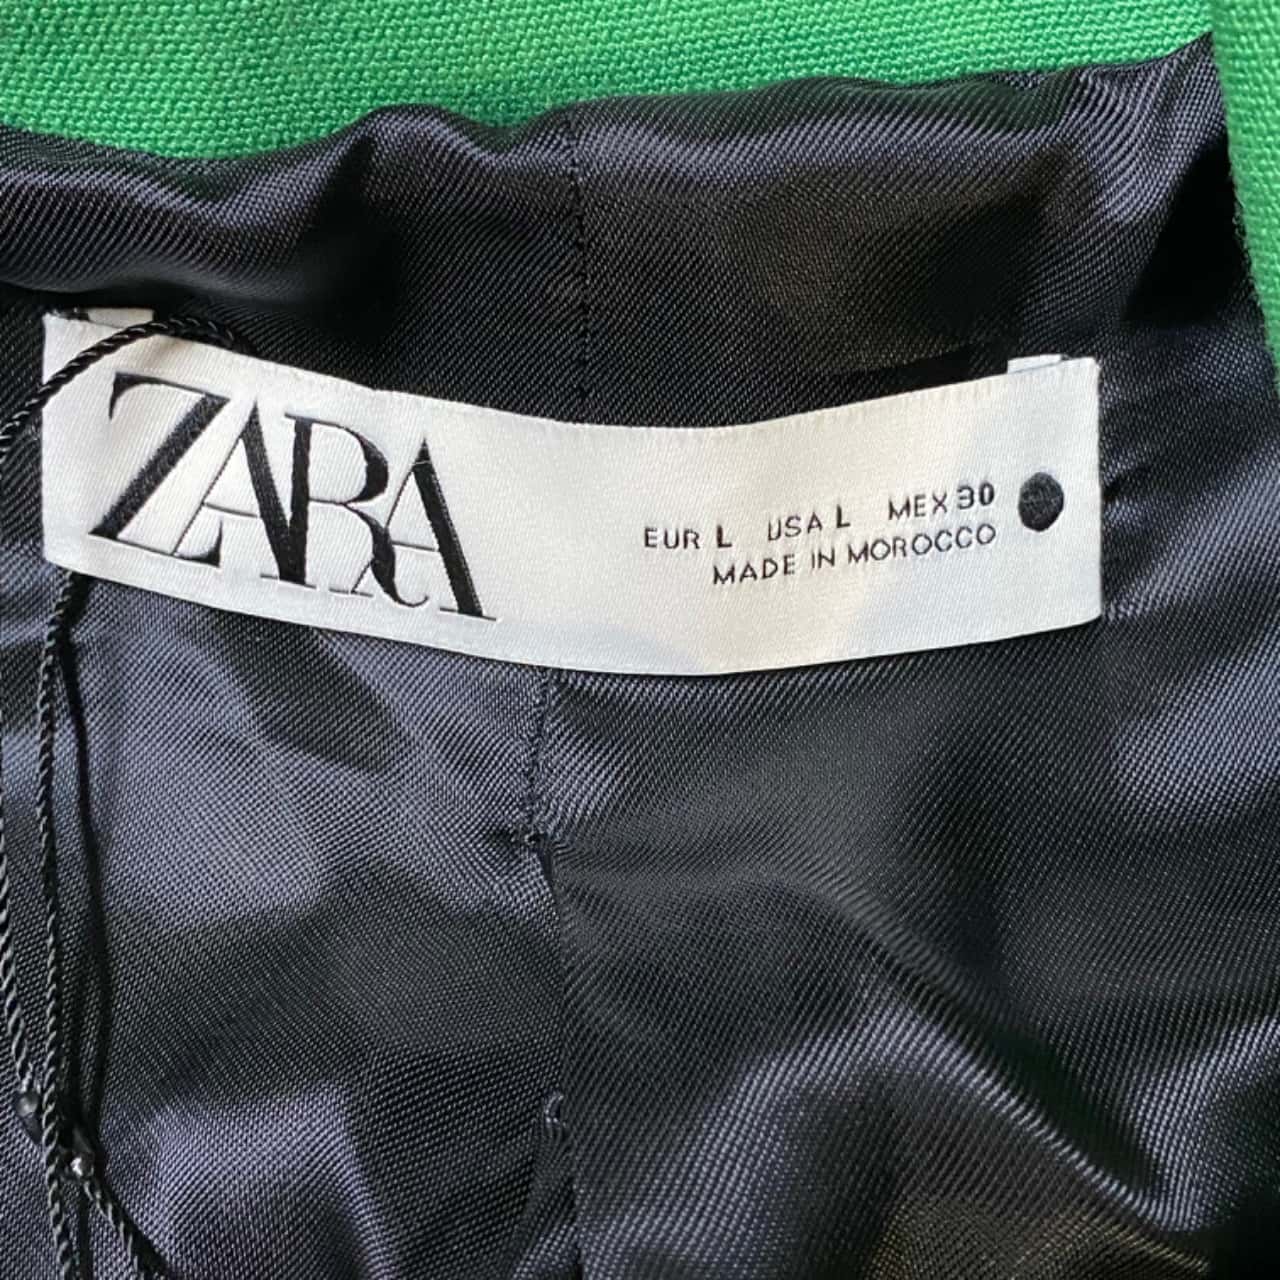 ZARA
EUR L USA L MEX 30
MADE IN MOROCCO